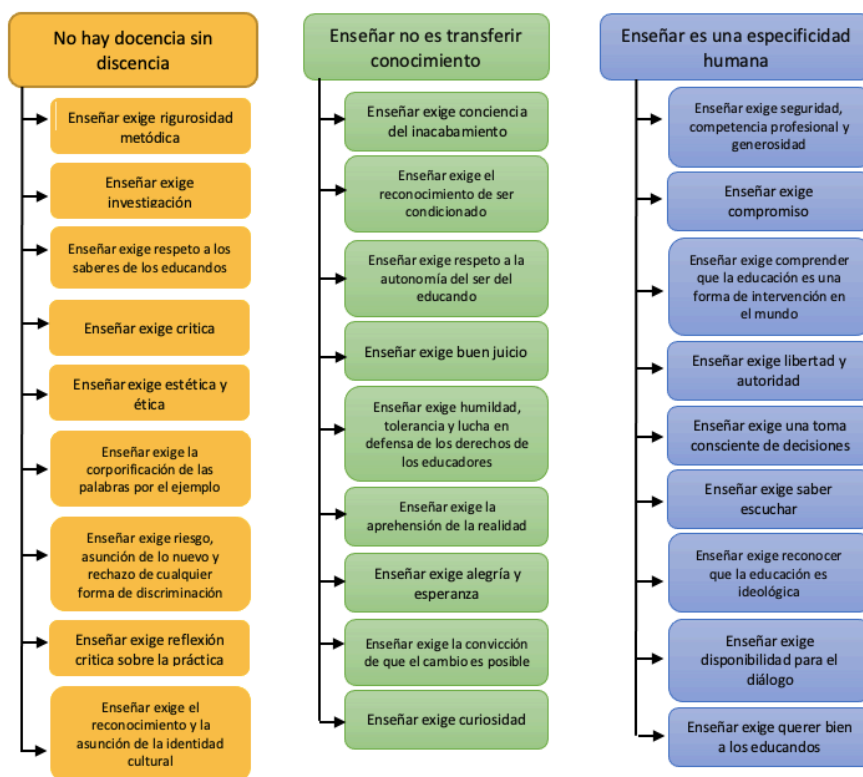 No hay docencia sin
discencia
Enseñar exige rigurosidad
metódica
Enseñar exige
investigación
Enseñar exige respeto a los
saberes de los educandos
Enseñar exige critica
Enseñar exige estética y
ética
Enseñar exige la
corporificación de las
palabras por el ejemplo
Enseñar exige riesgo,
asunción de lo nuevo y
rechazo de cualquier
forma de discriminación
Enseñar exige reflexión
critica sobre la práctica
Enseñar exige el
reconocimiento y la
asunción de la identidad
cultural
Enseñar no es transferir
conocimiento
Enseñar exige conciencia
del inacabamiento
Enseñar exige el
reconocimiento de ser
condicionado
Enseñar exige respeto a la
autonomía del ser del
educando
Enseñar exige buen juicio
Enseñar exige humildad,
tolerancia y lucha en
defensa de los derechos de
los educadores
Enseñar exige la
aprehensión de la realidad
Enseñar exige alegría y
esperanza
Enseñar exige la convicción
de que el cambio es posible
Enseñar exige curiosidad
Enseñar es una especificidad
humana
Enseñar exige seguridad,
competencia profesional y
generosidad
Enseñar exige
compromiso
Enseñar exige comprender
que la educación es una
forma de intervención en
el mundo
Enseñar exige libertad y
autoridad
Enseñar exige una toma
consciente de decisiones
Enseñar exige saber
escuchar
Enseñar exige reconocer
que la educación es
ideológica
Enseñar exige
disponibilidad para el
diálogo
Enseñar exige querer bien
a los educandos